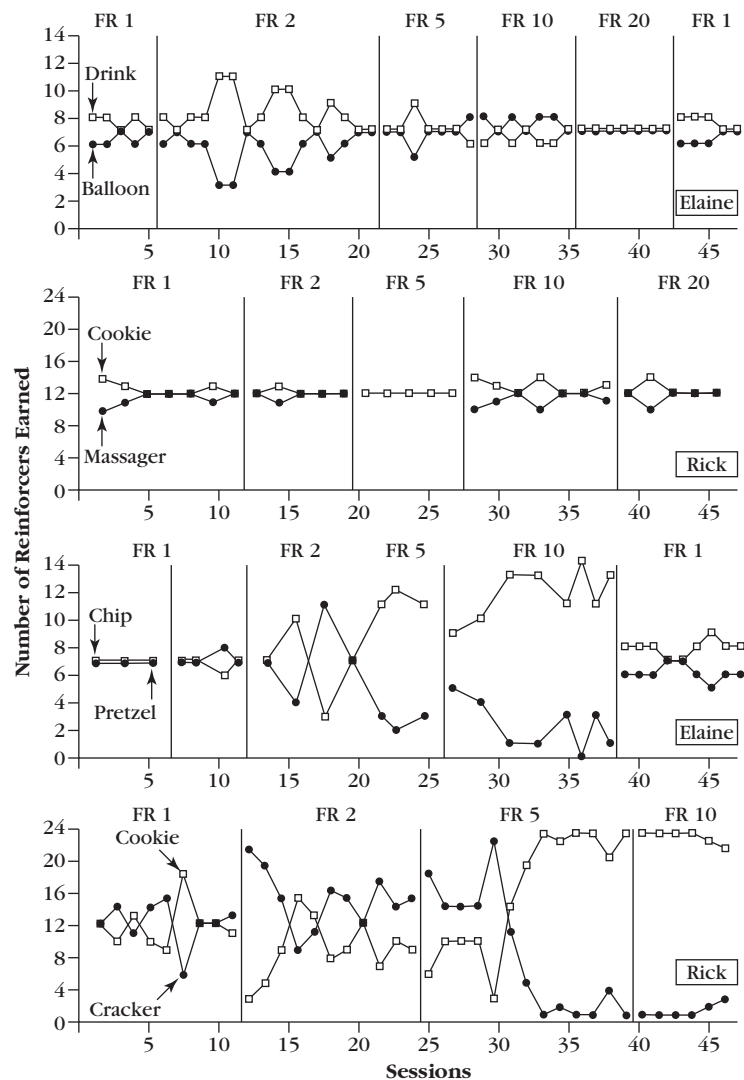 FR 1 FR 2 FR 5 FR 10 FR 20 FR 1
14
12
10
8
6
4
2
0
Drink
Balloon
Elaine
5 10 15 20 25 30 35 40 45
FR 1 FR 2 FR 5 FR 10 FR 20
24
20
16
12
8
4
0
Cookie
Massager
Rick
5 10 15 20 25 30 35 40 45
Number of Reinforcers Earned
FR 1 FR 2 FR 5 FR 10 FR 1
14
12
10
8
6
4
2
0
Chip
Pretzel
Elaine
5 10 15 20 25 30 35 40 45
FR 1 FR 2 FR 5 FR 10
24
20
16
12
8
4
0
Cookie
Cracker
Rick
5 10 15 20 25 30 35 40 45
Sessions